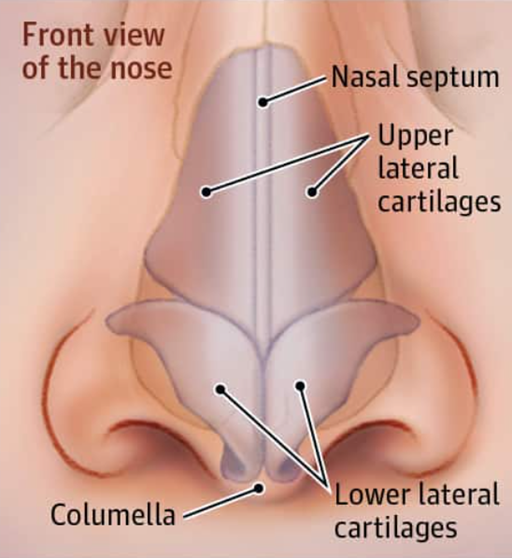 Front view
of the nose
Nasal septum
Upper
lateral
cartilages
Columella
Lower lateral
cartilages